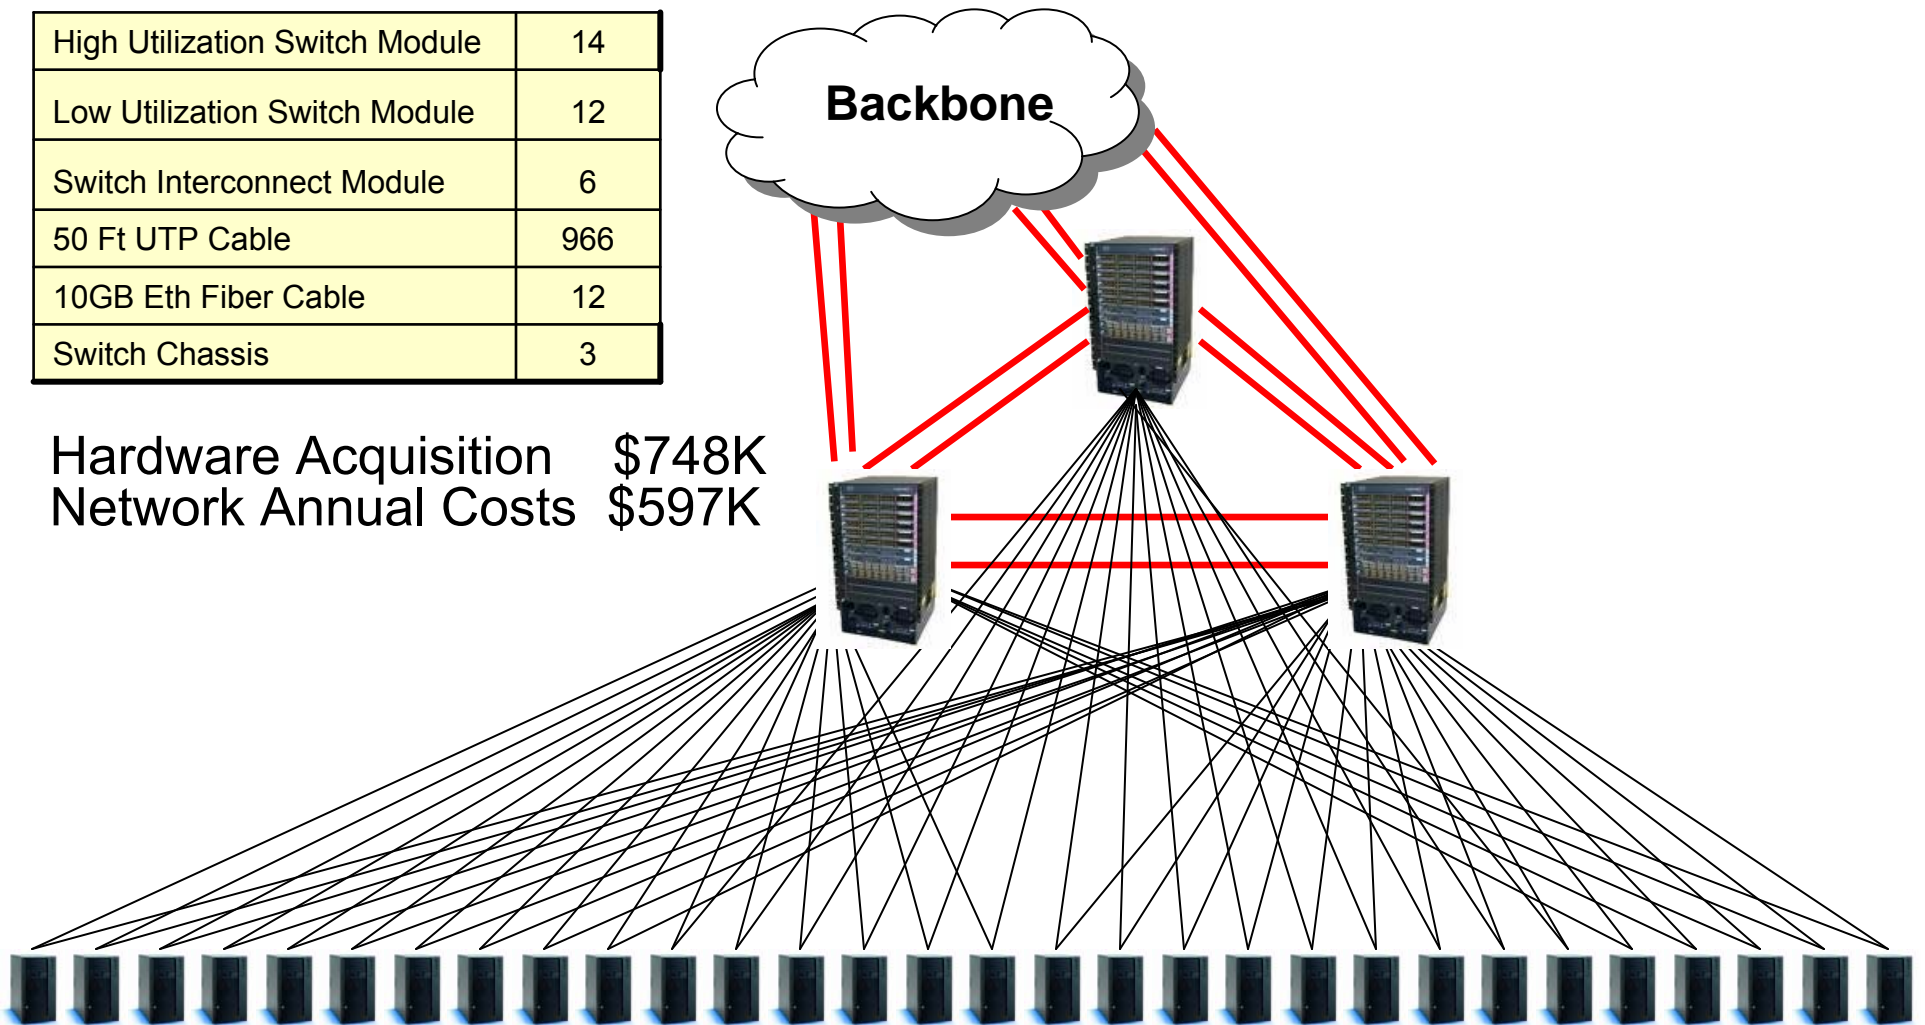 High Utilization Switch Module 14
Low Utilization Switch Module 12
Switch Interconnect Module 6
50 Ft UTP Cable 966
10GB Eth Fiber Cable 12
Switch Chassis 3
Backbone
Hardware Acquisition $748K
Network Annual Costs $597K